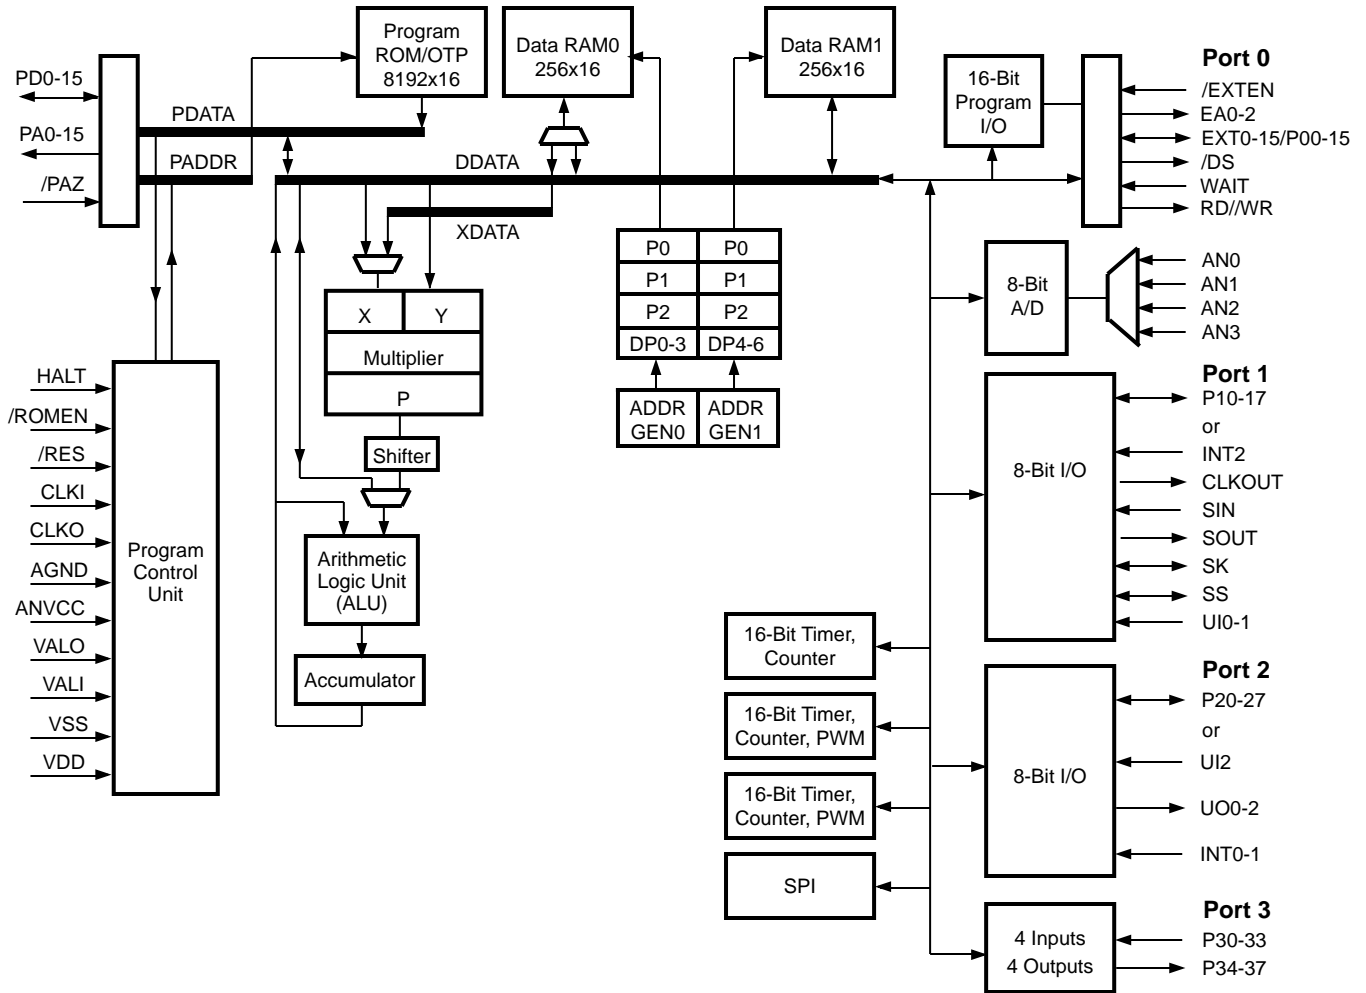 Program
ROM/OTP
8192x16
Data RAM0
256x16
Data RAM1
256x16
16-Bit
Program
I/O
Port 0
/EXTEN
EA0-2
EXT0-15/P00-15
/DS
WAIT
RD//WR
PD0-15
PA0-15
/PAZ
PDATA
PADDR
DDATA
XDATA
X
Y
Multiplier
P
Shifter
Arithmetic
Logic Unit
(ALU)
Accumulator
P0
P0
P1
P1
P2
P2
DP0-3
DP4-6
ADDR
GEN0
ADDR
GEN1
8-Bit
A/D
AN0
AN1
AN2
AN3
HALT
/ROMEN
/RES
CLKI
CLKO
AGND
ANVCC
VALO
VALI
VSS
VDD
Program
Control
Unit
Port 1
P10-17
or
INT2
CLKOUT
SIN
SOUT
SK
SS
UI0-1
8-Bit I/O
16-Bit Timer,
Counter
16-Bit Timer,
Counter, PWM
16-Bit Timer,
Counter, PWM
SPI
Port 2
P20-27
or
UI2
UO0-2
INT0-1
8-Bit I/O
Port 3
P30-33
P34-37
4 Inputs
4 Outputs